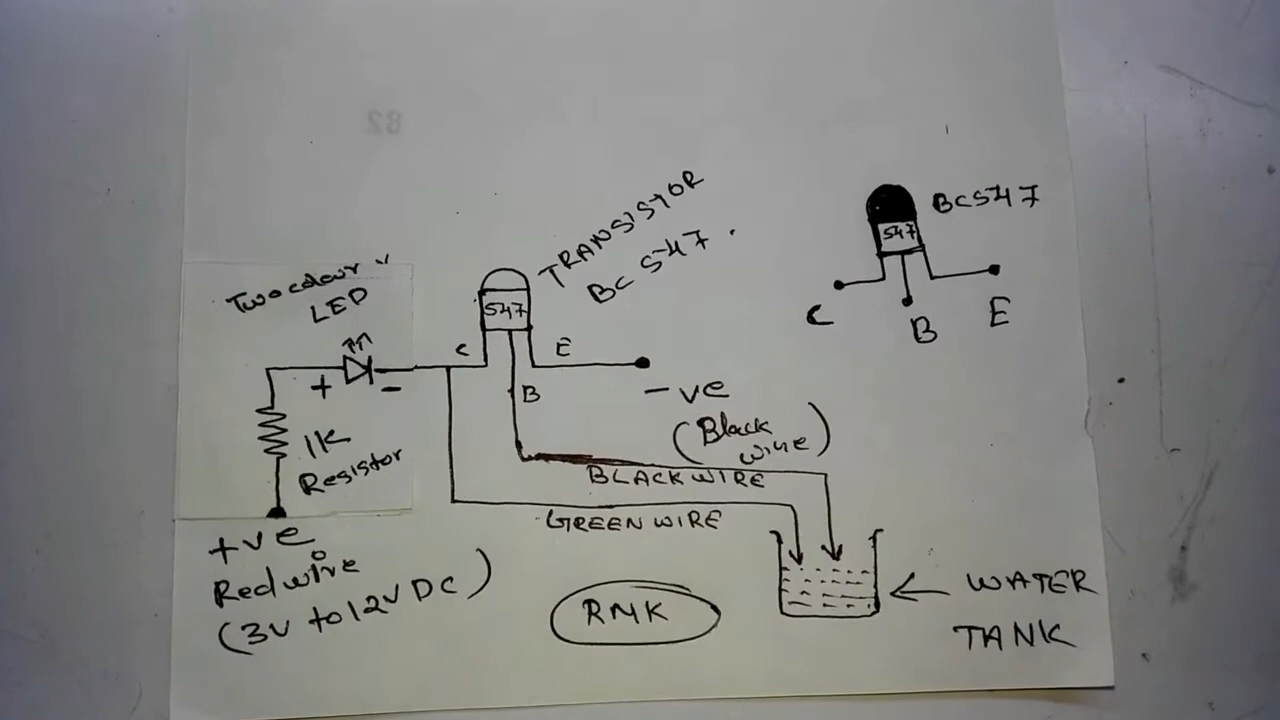 Two colour
LED
+
-
1K
Resistor
+ve
Red wire
(3V to 12V DC)
547
C
B
E
TRANSISTOR
BC 547.
-ve
(Black
wire)
BLACK WIRE
GREEN WIRE
RMK
WATER
TANK
BC547
547
C
B
E
82